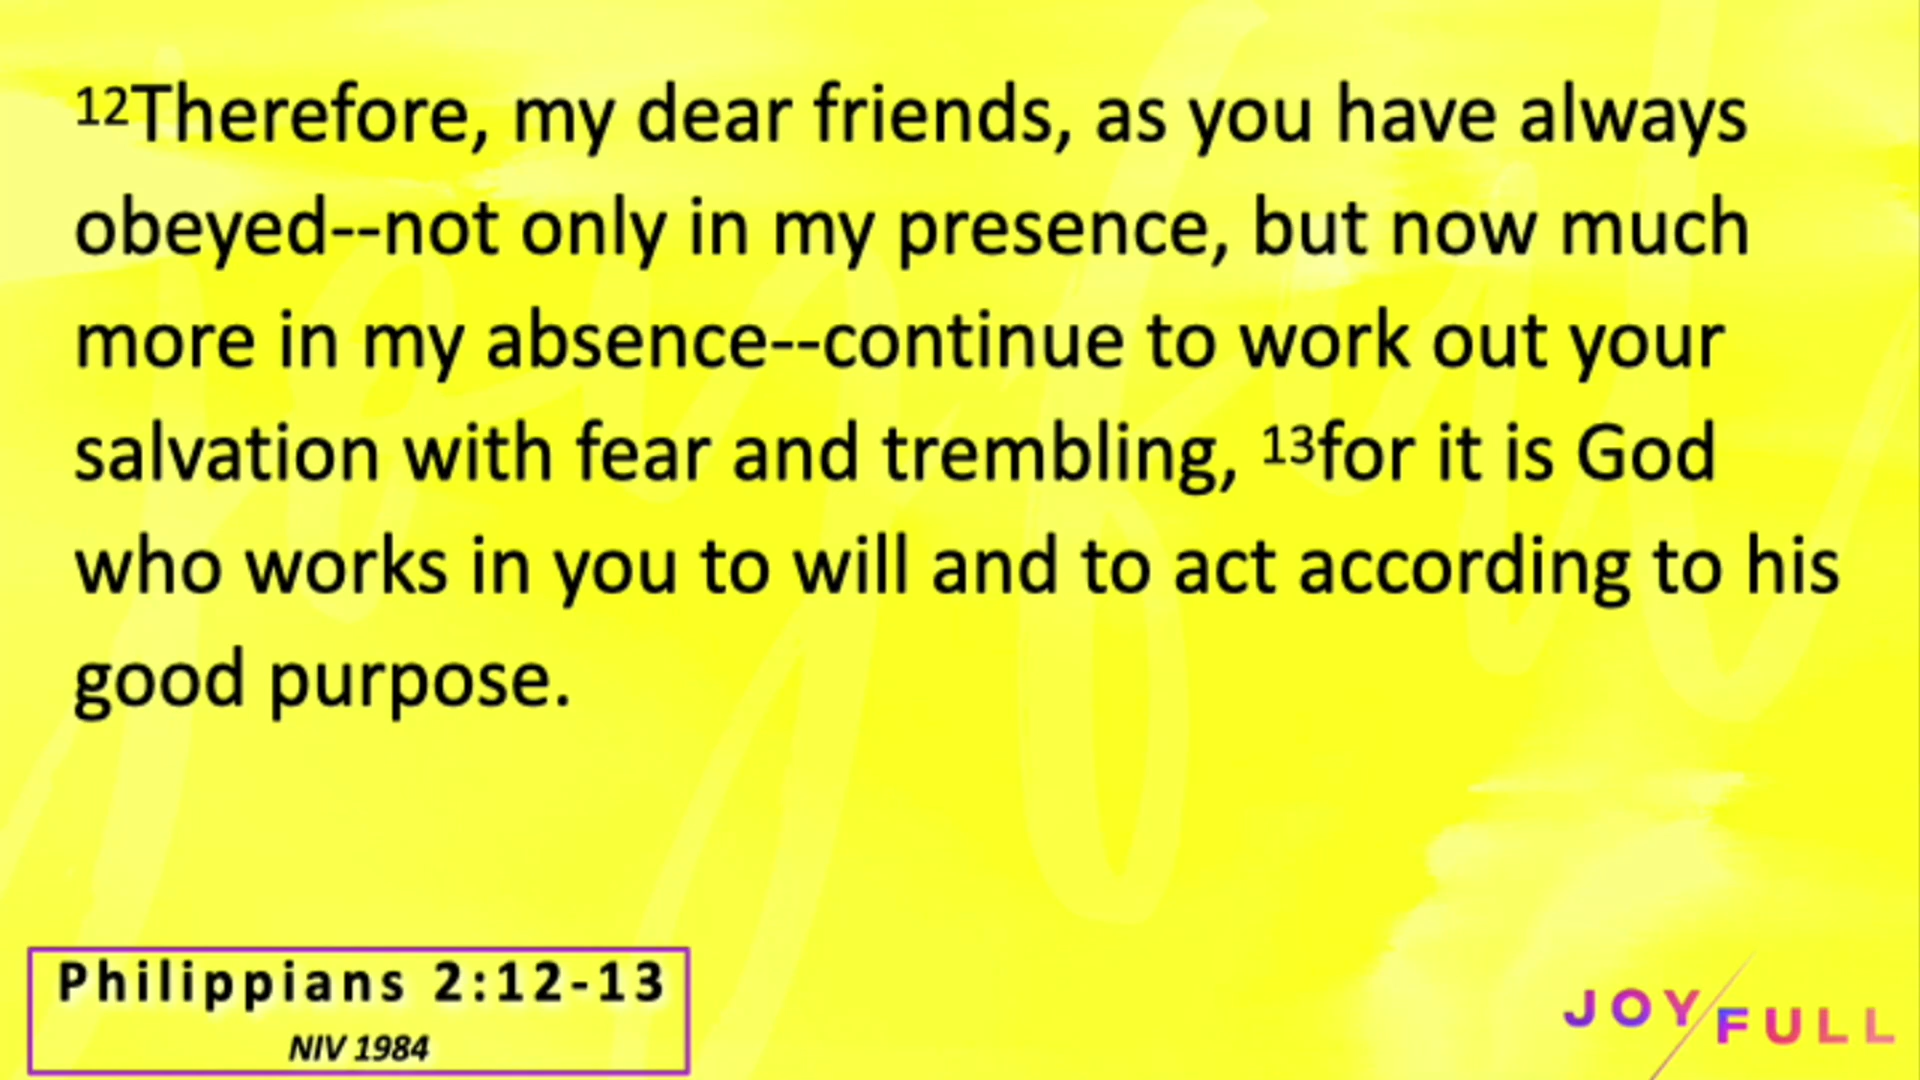 12Therefore, my dear friends, as you have always
obeyed--not only in my presence, but now much
more in my absence--continue to work out your
salvation with fear and trembling, 13for it is God
who works in you to will and to act according to his
good purpose.
Philippians 2:12-13
NIV 1984
JOY/FULL
joyful